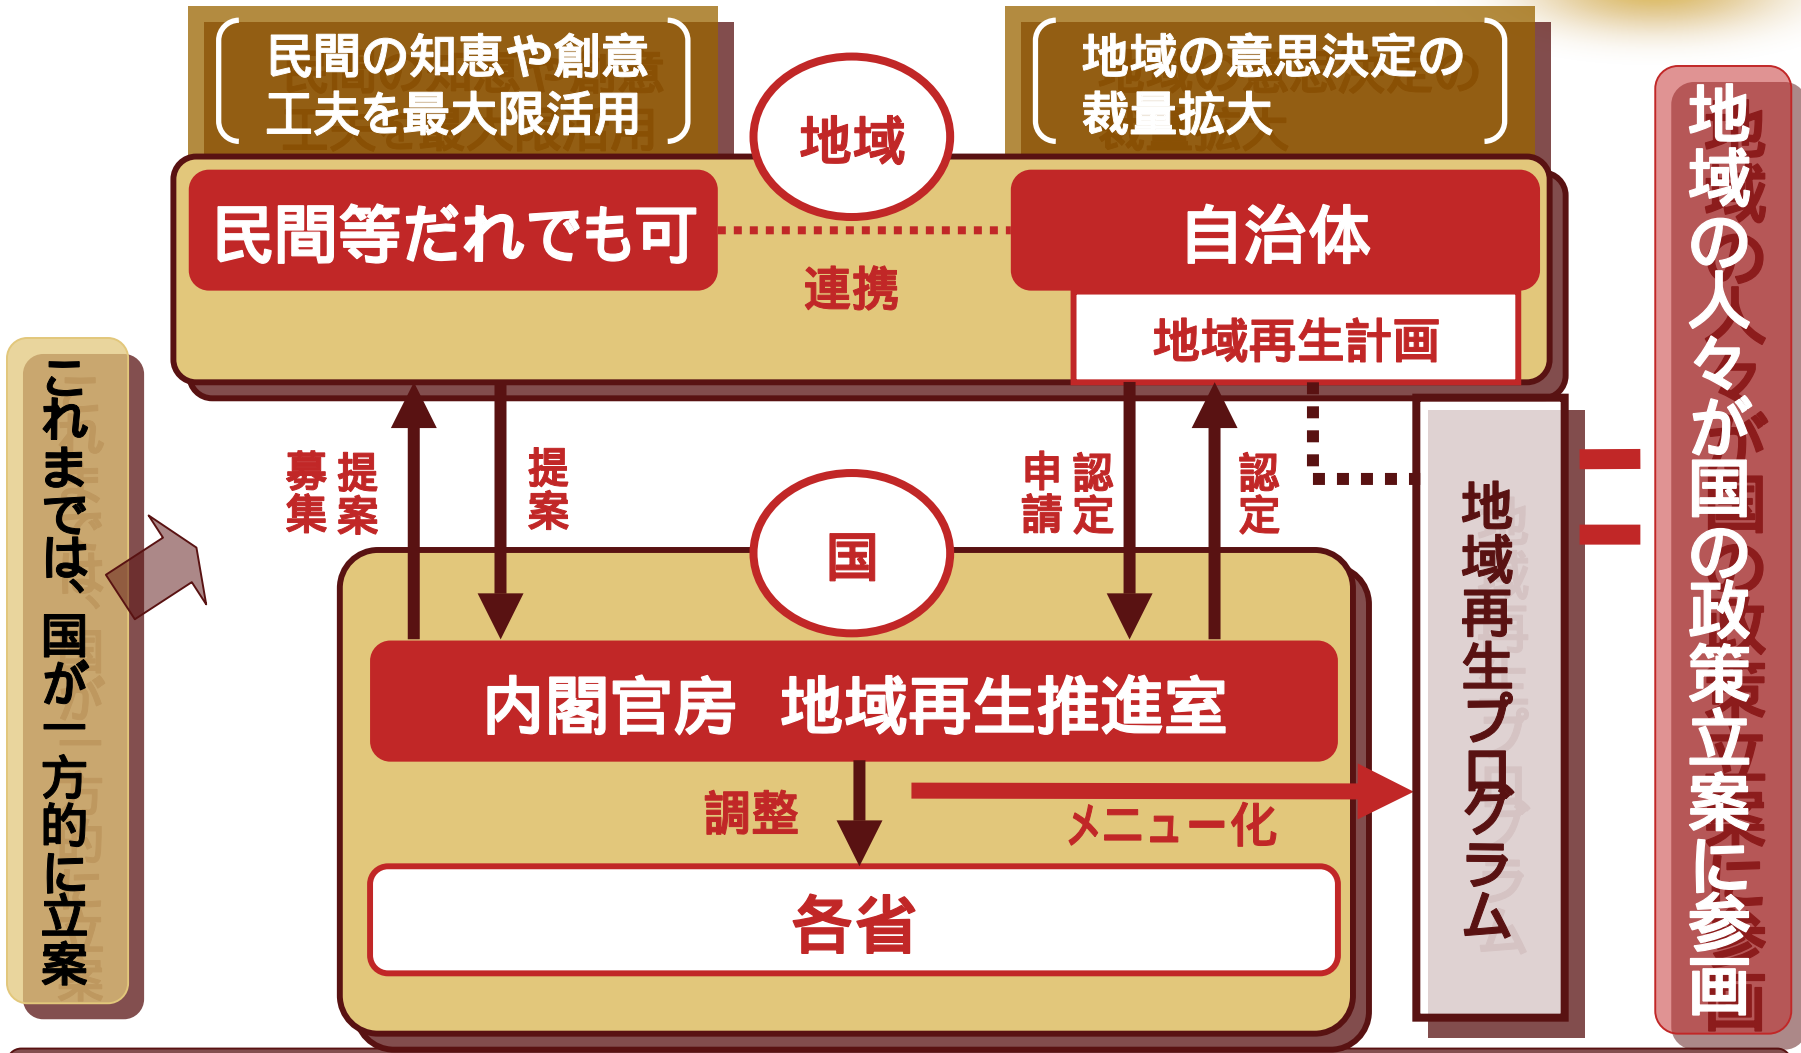 民間の知恵や創意
工夫を最大限活用
地域の意思決定の
裁量拡大
地域
民間等だれでも可
自治体
連携
地域再生計画
これまでは、国が一方的に立案
提案
募集
提案
認定
申請
認定
国
内閣官房 地域再生推進室
調整
メニュー化
各省
地域再生プログラム
地域の人々が国の政策立案に参画